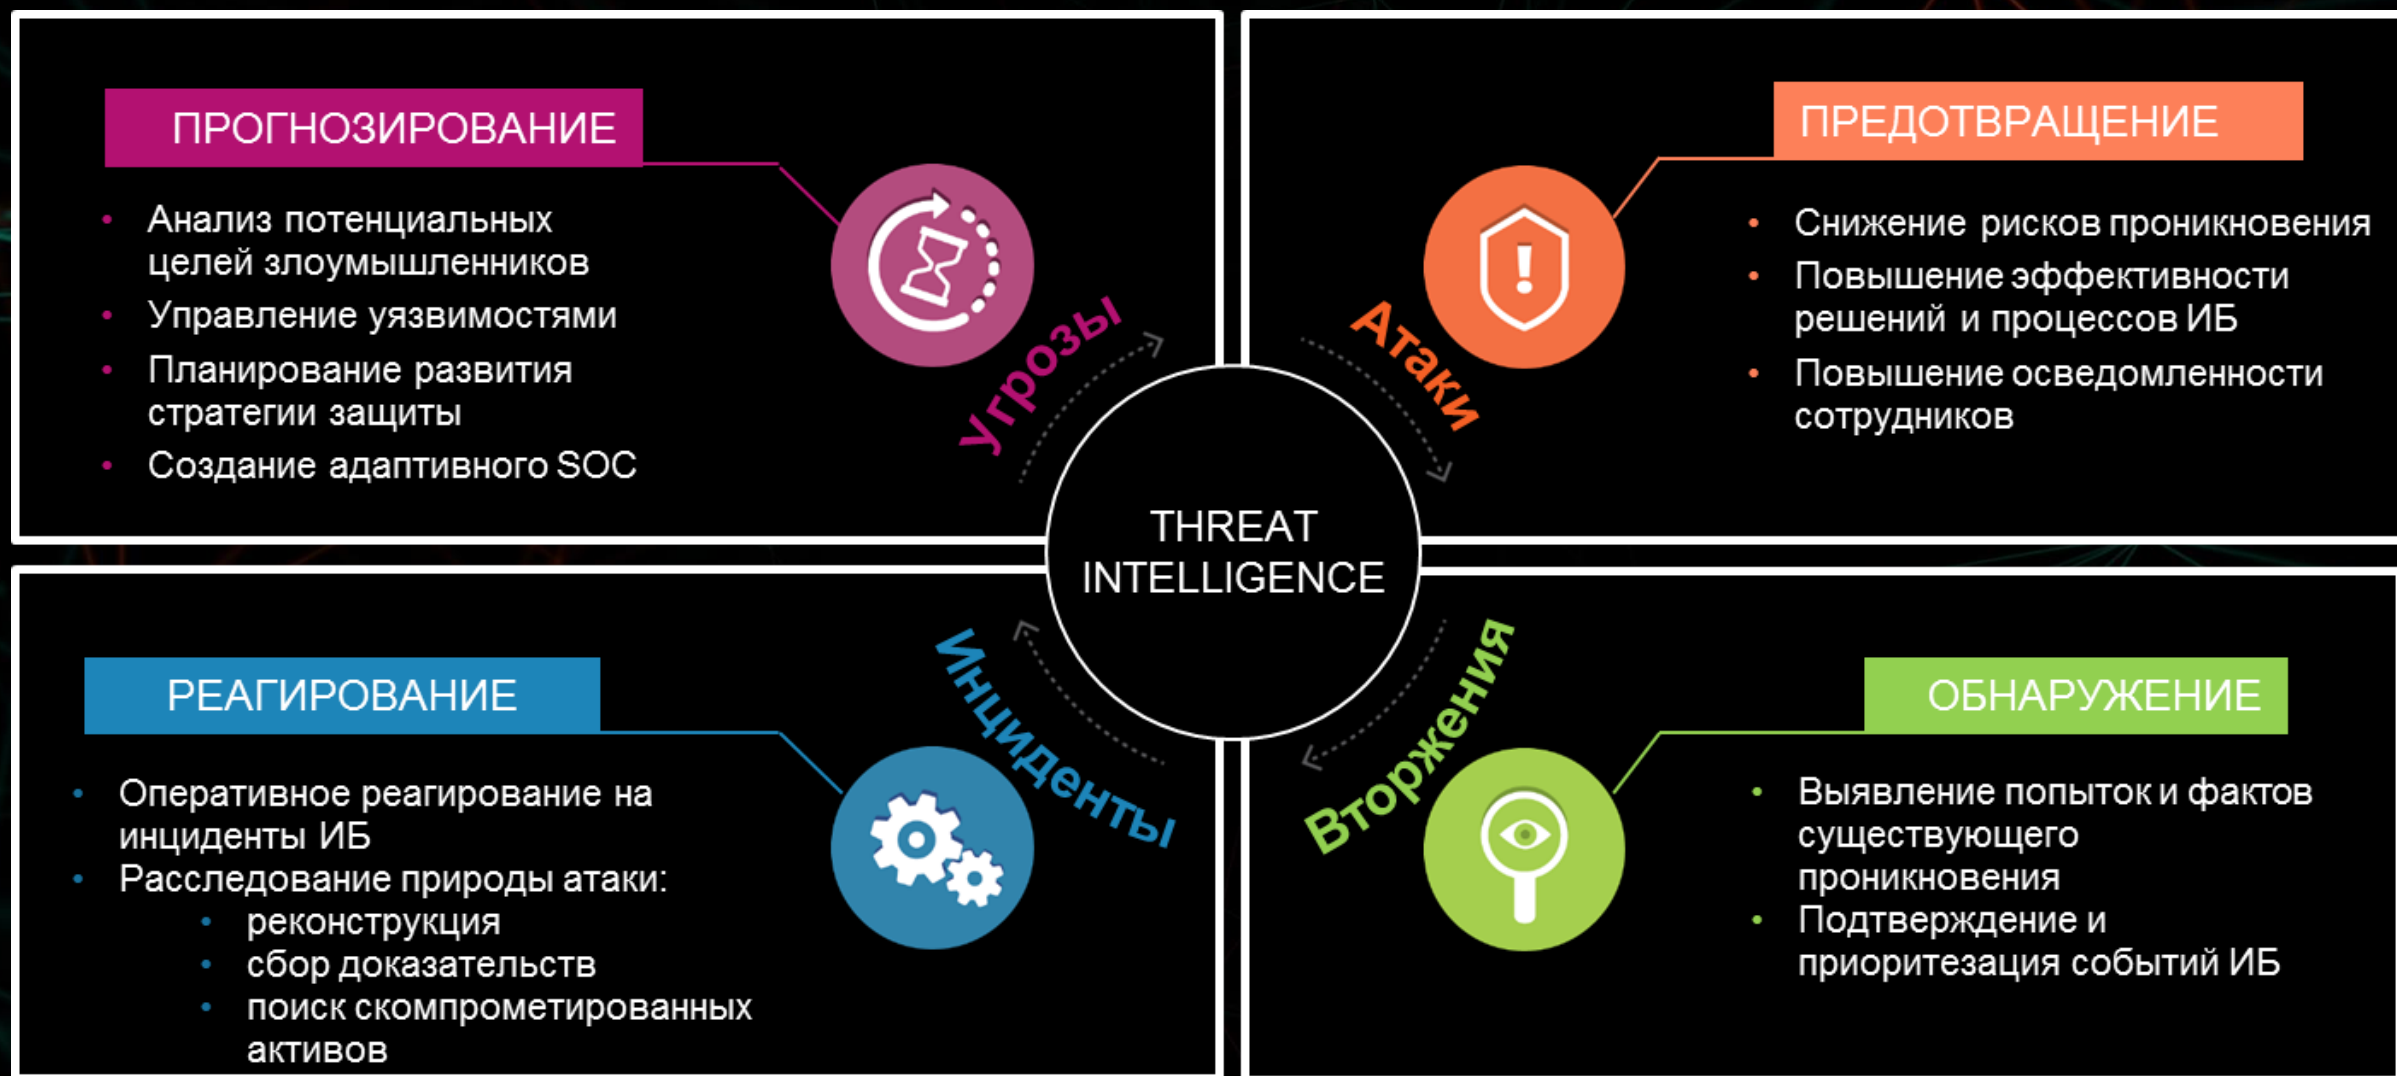 ПРОГНОЗИРОВАНИЕ
• Анализ потенциальных
целей злоумышленников
• Управление уязвимостями
• Планирование развития
стратегии защиты
• Создание адаптивного SOC
Угрозы
ПРЕДОТВРАЩЕНИЕ
• Снижение рисков проникновения
• Повышение эффективности
решений и процессов ИБ
• Повышение осведомленности
сотрудников
Атаки
THREAT
INTELLIGENCE
РЕАГИРОВАНИЕ
• Оперативное реагирование на
инциденты ИБ
• Расследование природы атаки:
• реконструкция
• сбор доказательств
• поиск скомпрометированных
активов
Инциденты
ОБНАРУЖЕНИЕ
• Выявление попыток и фактов
существующего
проникновения
• Подтверждение и
приоритезация событий ИБ
Вторжения